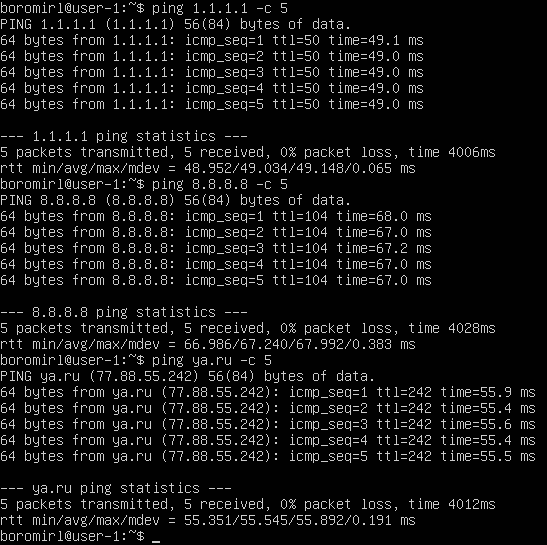 boromirl@user-1:~$ ping 1.1.1.1 -c 5
PING 1.1.1.1 (1.1.1.1) 56(84) bytes of data.
64 bytes from 1.1.1.1: icmp_seq=1 ttl=50 time=49.1 ms
64 bytes from 1.1.1.1: icmp_seq=2 ttl=50 time=49.0 ms
64 bytes from 1.1.1.1: icmp_seq=3 ttl=50 time=49.0 ms
64 bytes from 1.1.1.1: icmp_seq=4 ttl=50 time=49.0 ms
64 bytes from 1.1.1.1: icmp_seq=5 ttl=50 time=49.0 ms
--- 1.1.1.1 ping statistics ---
5 packets transmitted, 5 received, 0% packet loss, time 4006ms
rtt min/avg/max/mdev = 48.952/49.034/49.148/0.065 ms
boromirl@user-1:~$ ping 8.8.8.8 -c 5
PING 8.8.8.8 (8.8.8.8) 56(84) bytes of data.
64 bytes from 8.8.8.8: icmp_seq=1 ttl=104 time=68.0 ms
64 bytes from 8.8.8.8: icmp_seq=2 ttl=104 time=67.0 ms
64 bytes from 8.8.8.8: icmp_seq=3 ttl=104 time=67.2 ms
64 bytes from 8.8.8.8: icmp_seq=4 ttl=104 time=67.0 ms
64 bytes from 8.8.8.8: icmp_seq=5 ttl=104 time=67.0 ms
--- 8.8.8.8 ping statistics ---
5 packets transmitted, 5 received, 0% packet loss, time 4028ms
rtt min/avg/max/mdev = 66.986/67.240/67.992/0.383 ms
boromirl@user-1:~$ ping ya.ru -c 5
PING ya.ru (77.88.55.242) 56(84) bytes of data.
64 bytes from ya.ru (77.88.55.242): icmp_seq=1 ttl=242 time=55.9 ms
64 bytes from ya.ru (77.88.55.242): icmp_seq=2 ttl=242 time=55.4 ms
64 bytes from ya.ru (77.88.55.242): icmp_seq=3 ttl=242 time=55.6 ms
64 bytes from ya.ru (77.88.55.242): icmp_seq=4 ttl=242 time=55.4 ms
64 bytes from ya.ru (77.88.55.242): icmp_seq=5 ttl=242 time=55.5 ms
--- ya.ru ping statistics ---
5 packets transmitted, 5 received, 0% packet loss, time 4012ms
rtt min/avg/max/mdev = 55.351/55.545/55.892/0.191 ms
boromirl@user-1:~$ _